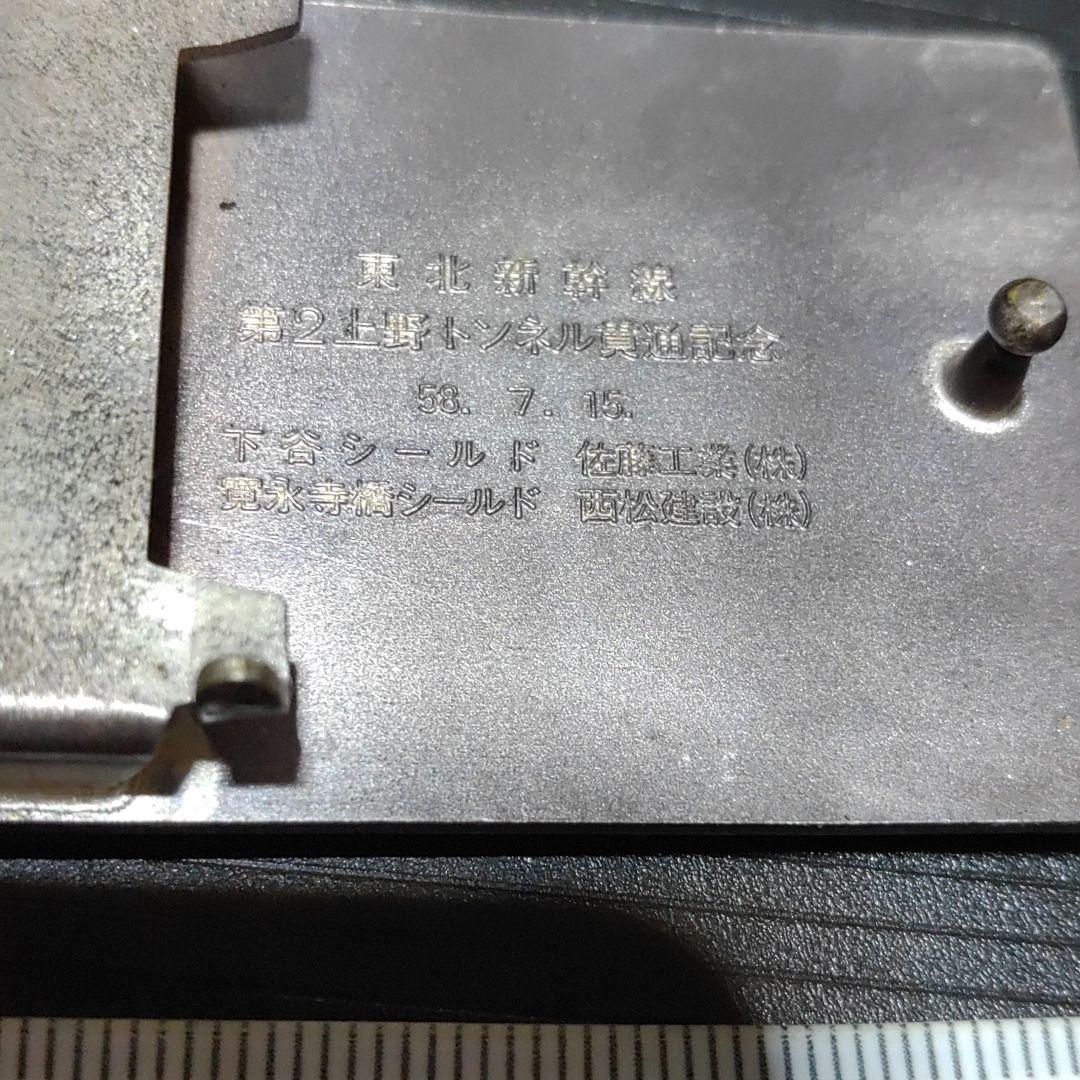 東北新幹線
第2上野トンネル貫通記念
58. 7. 15.
下谷シールド 佐藤工業(株)
寛永寺橋シールド 西松建設(株)